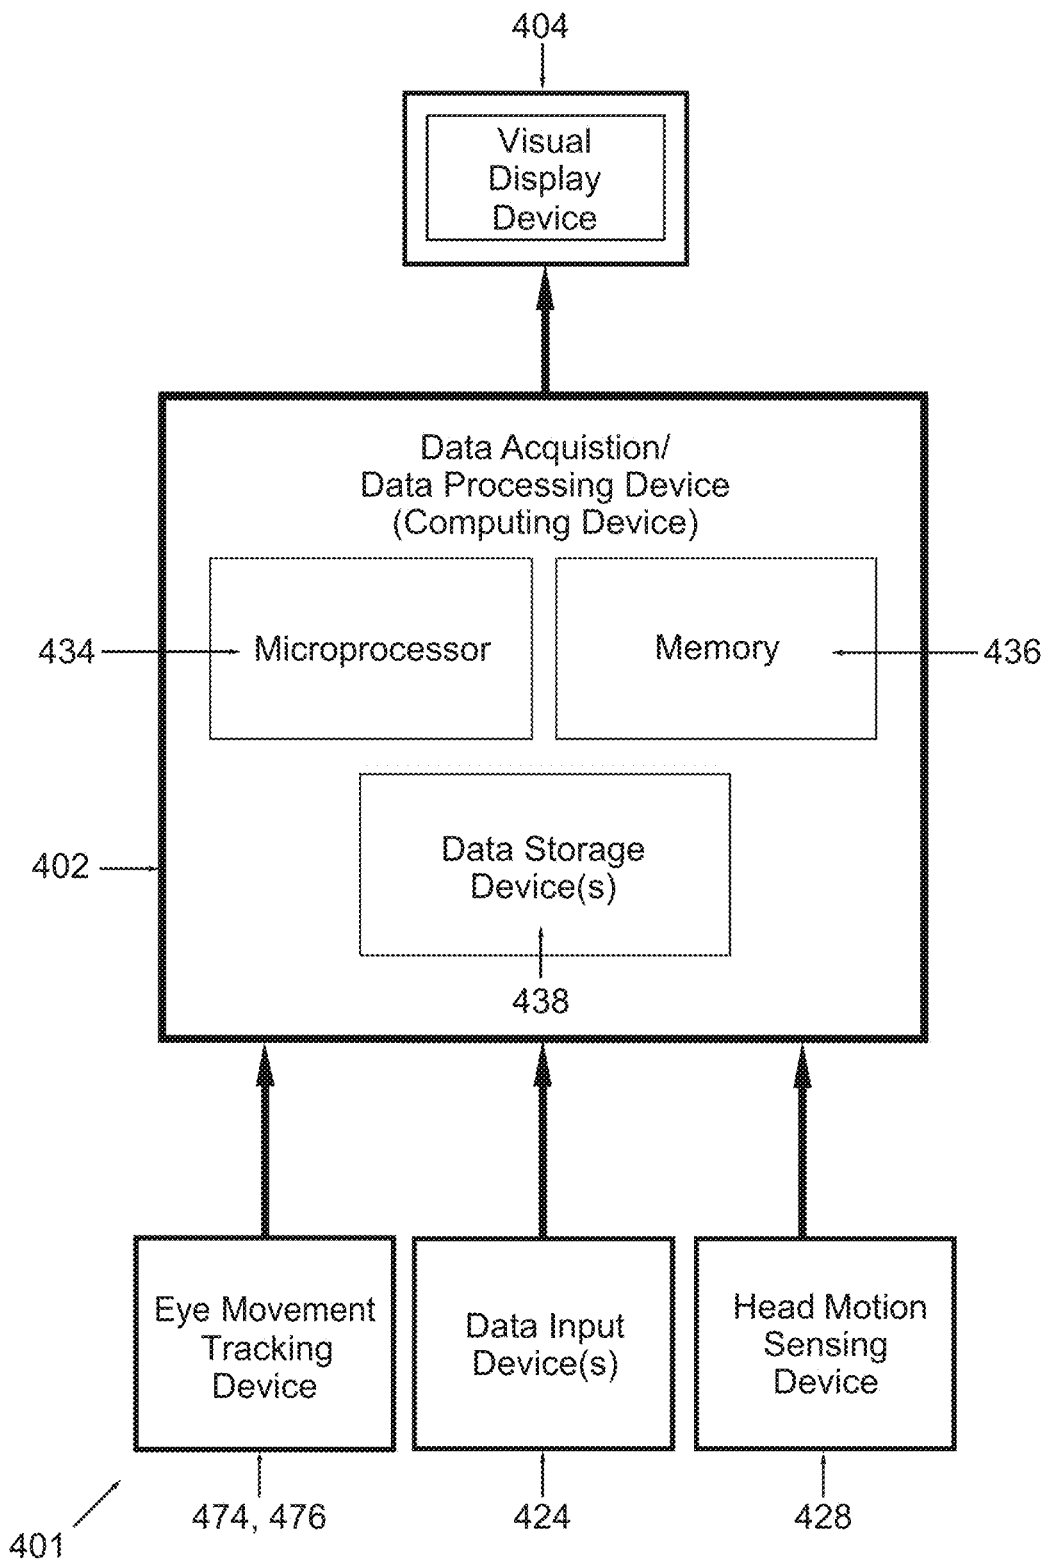 404
Visual
Display
Device
Data Acquistion/
Data Processing Device
(Computing Device)
434
Microprocessor
Memory
436
Data Storage
Device(s)
402
438
Eye Movement
Tracking
Device
Data Input
Device(s)
Head Motion
Sensing
Device
474, 476
424
428
401